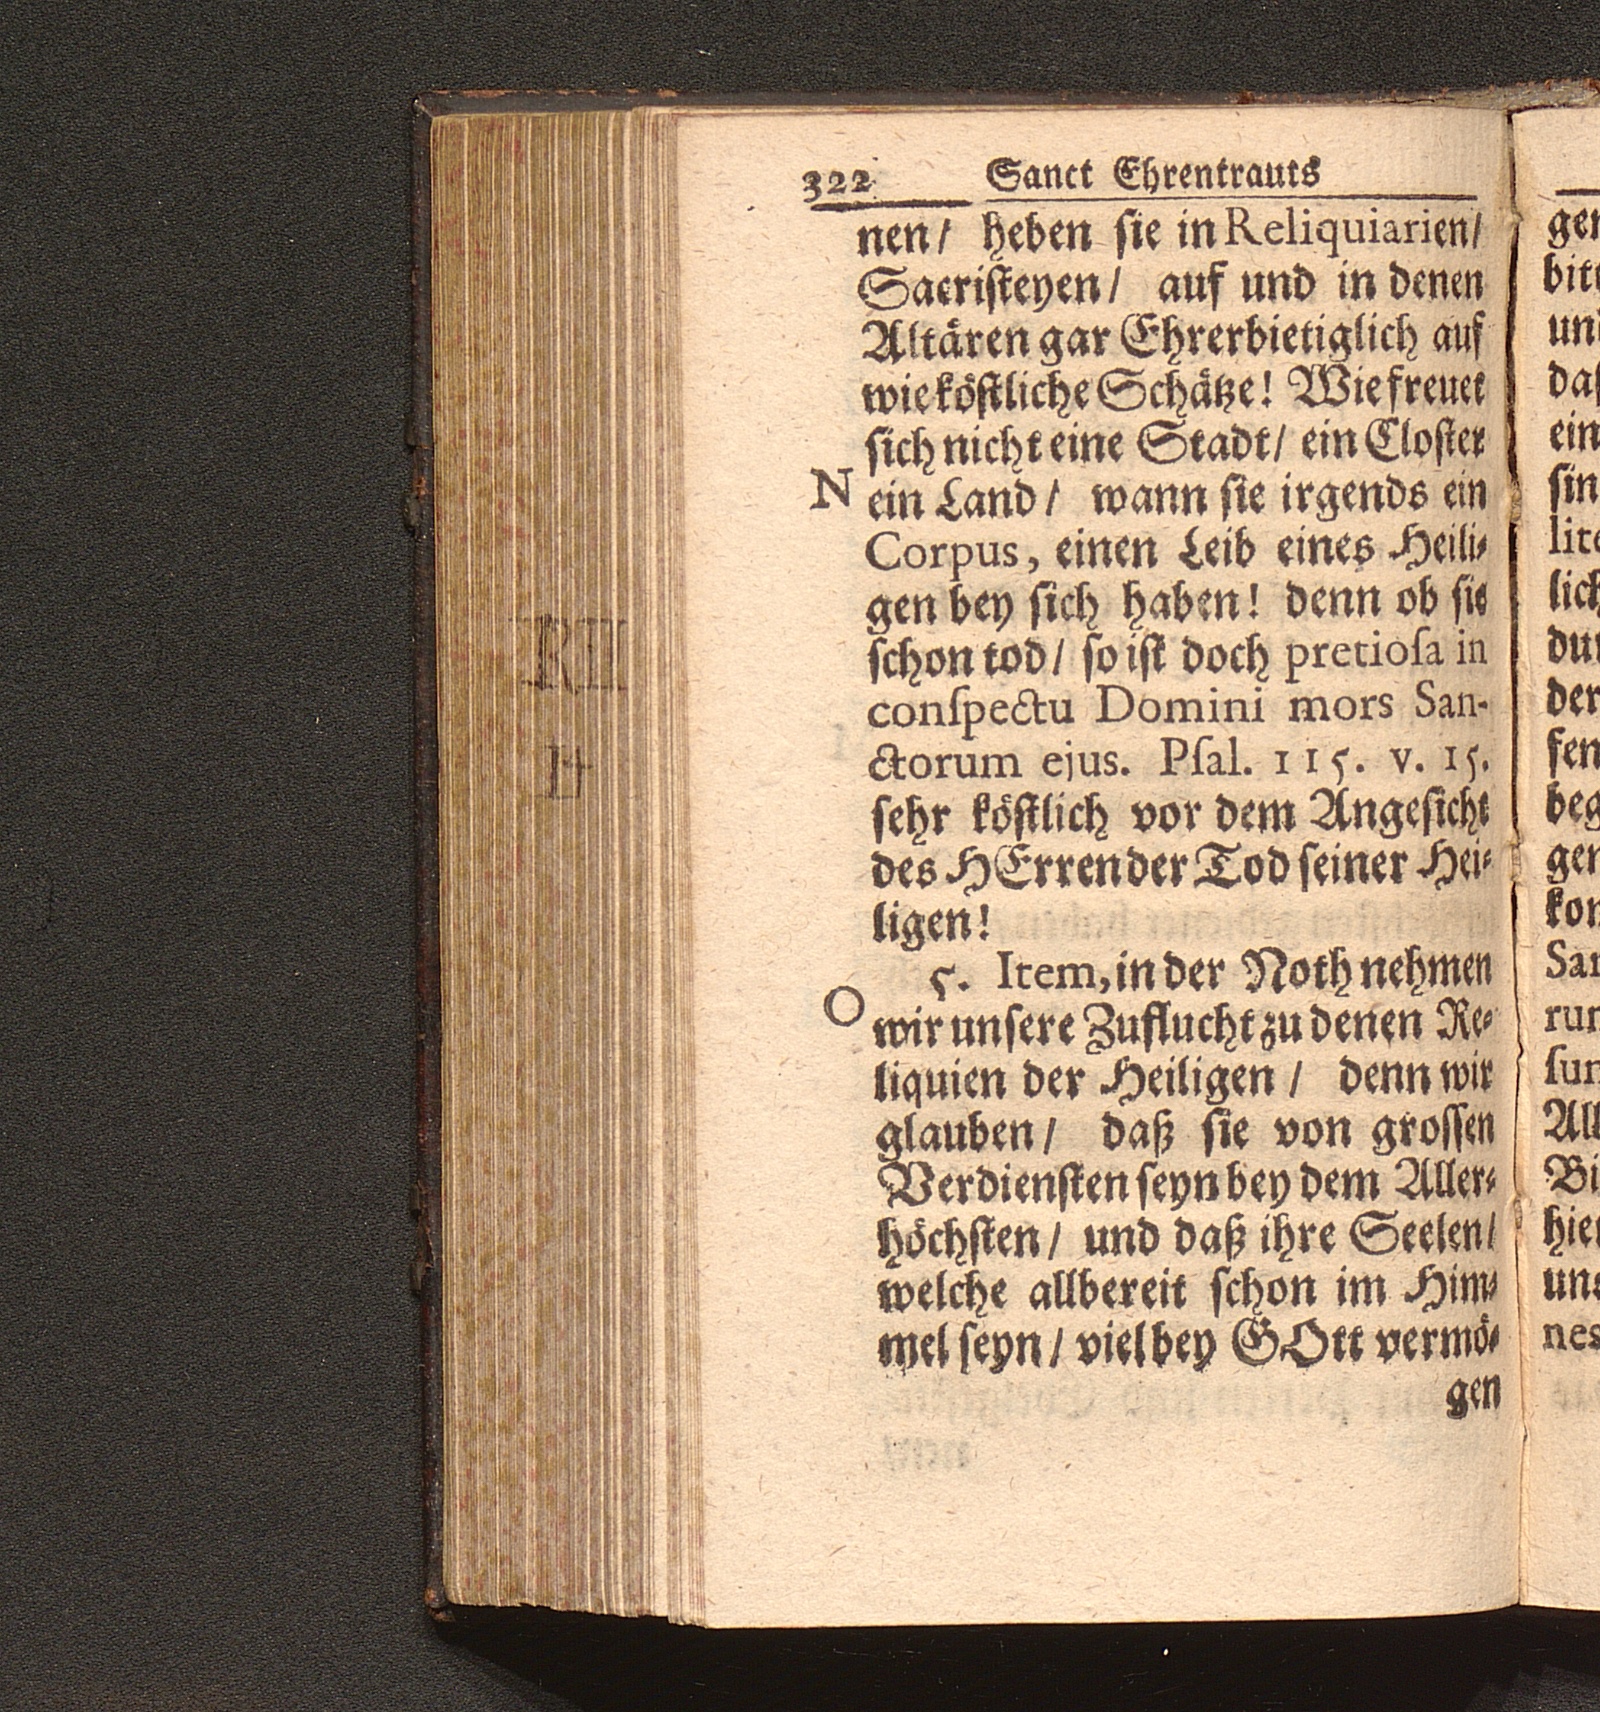 322 Sanct Ehrentrauts
nen/ heben ſie in Reliquiarien/
Sacriſteyen/ auf und in denen
Altären gar Ehrerbietiglich auf
wie köſtliche Schätze! Wie freuet
ſich nicht eine Stadt/ ein Cloſter
N ein Land/ wann ſie irgends ein
Corpus, einen Leib eines Heili⸗
gen bey ſich haben! denn ob ſie
ſchon tod/ ſo iſt doch pretioſa in
conſpectu Domini mors San-
ctorum ejus. Pſal. 115. v. 15.
ſehr köſtlich vor dem Angeſicht
des HErren der Tod ſeiner Hei⸗
ligen!
5. Item, in der Noth nehmen
O wir unſere Zuflucht zu denen Re⸗
liquien der Heiligen/ denn wir
glauben/ daß ſie von groſſen
Verdienſten ſeyn bey dem Aller⸗
höchſten/ und daß ihre Seelen/
welche allbereit ſchon im Him⸗
mel ſeyn/ viel bey GOtt vermö⸗
gen